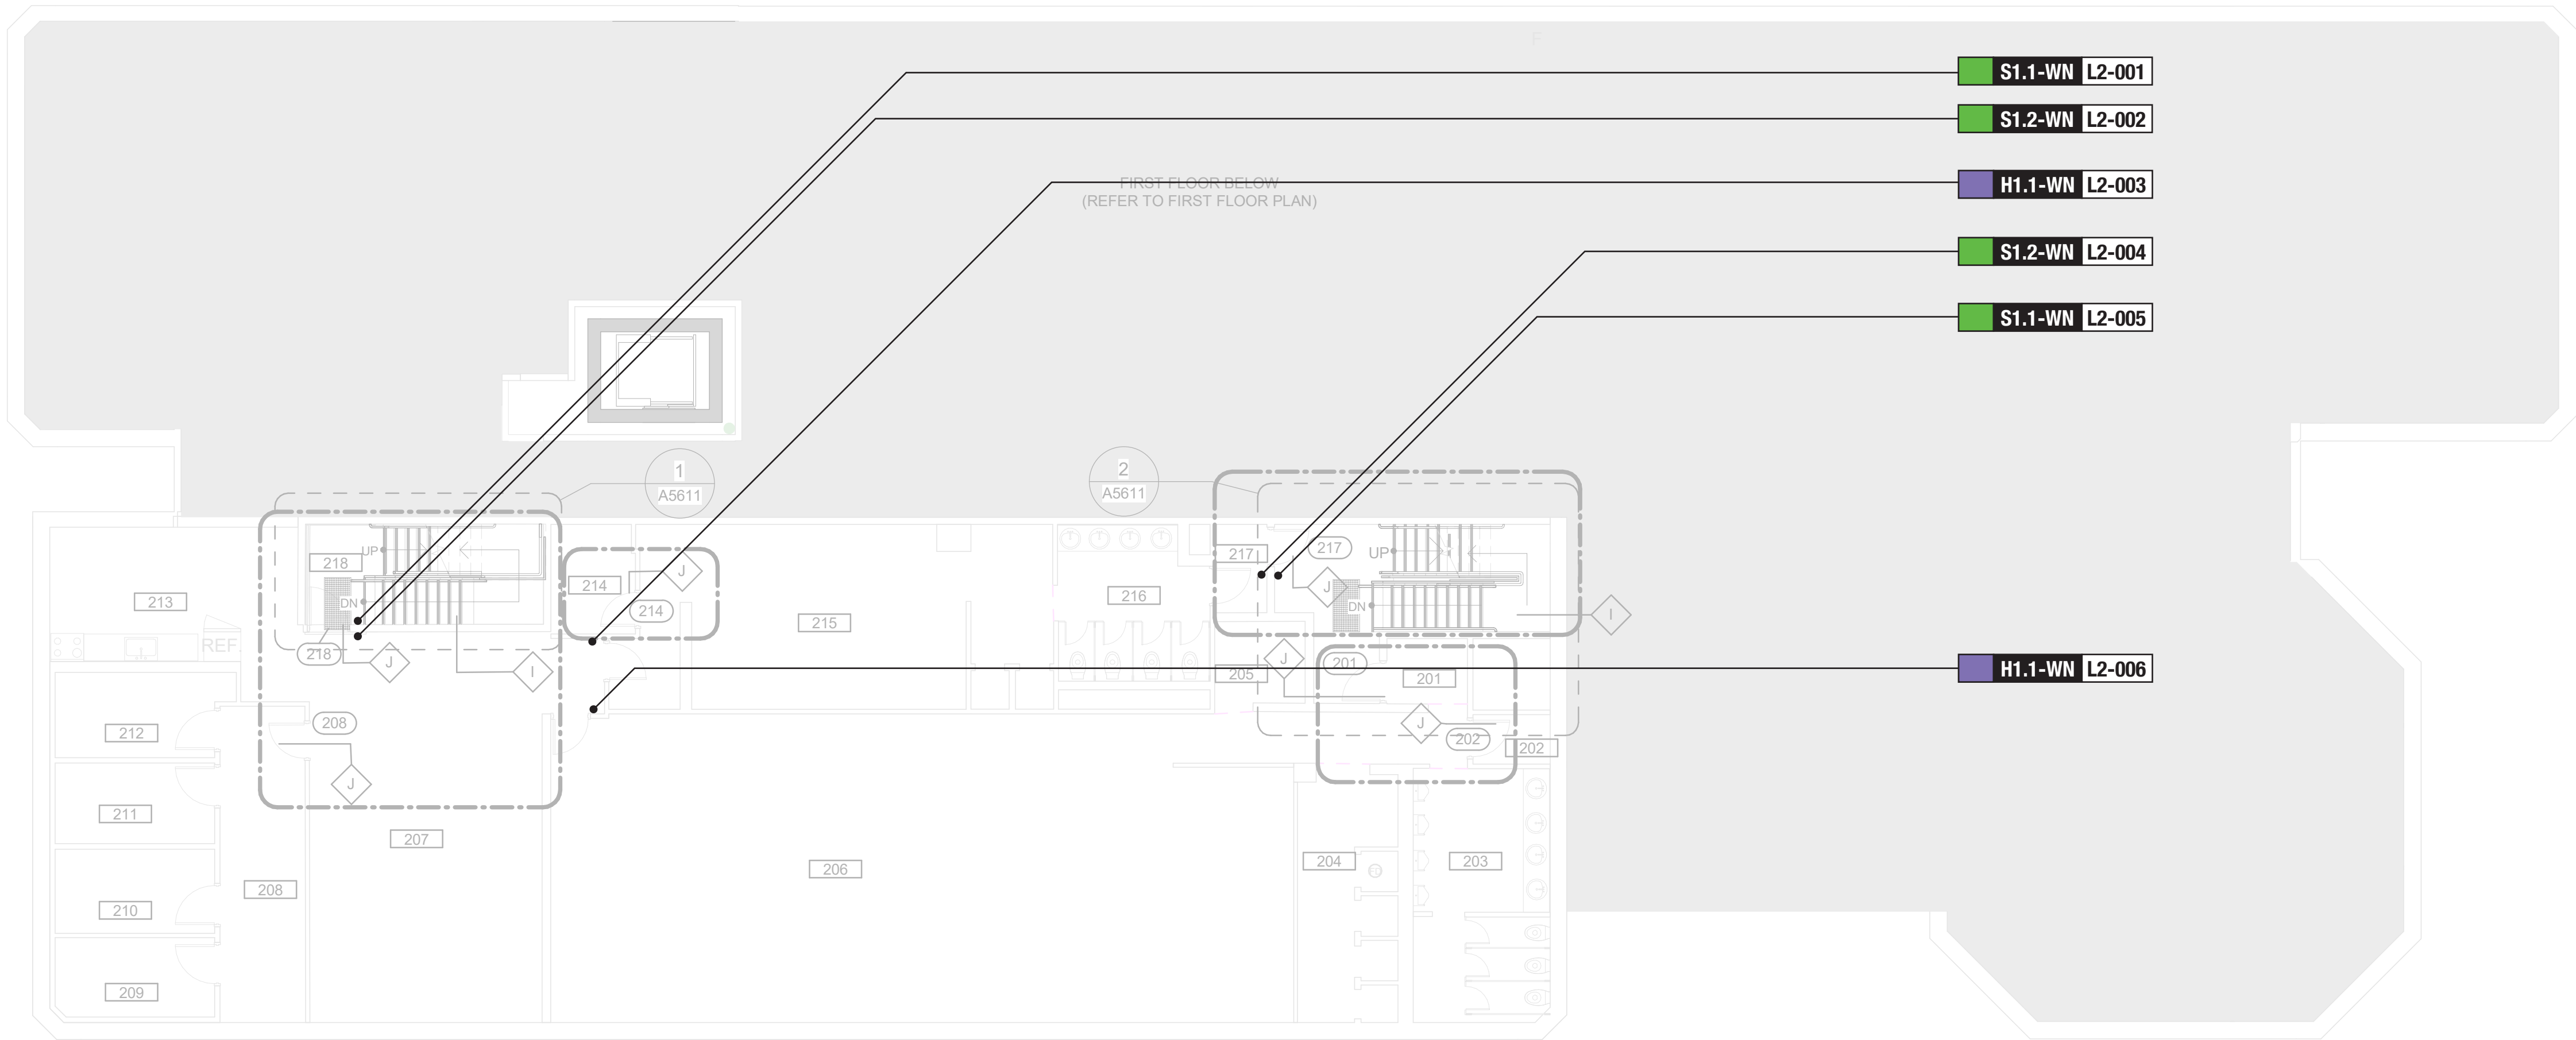 F
S1.1-WN L2-001
S1.2-WN L2-002
FIRST FLOOR BELOW
(REFER TO FIRST FLOOR PLAN)
H1.1-WN L2-003
S1.2-WN L2-004
S1.1-WN L2-005
1
A5611
2
A5611
218
UP
DN
218
J
I
213
REF.
214
J
214
215
216
217
217
UP
J
DN
I
J
201
205
201
H1.1-WN L2-006
212
208
J
J
202
202
211
207
206
204
203
210
208
209